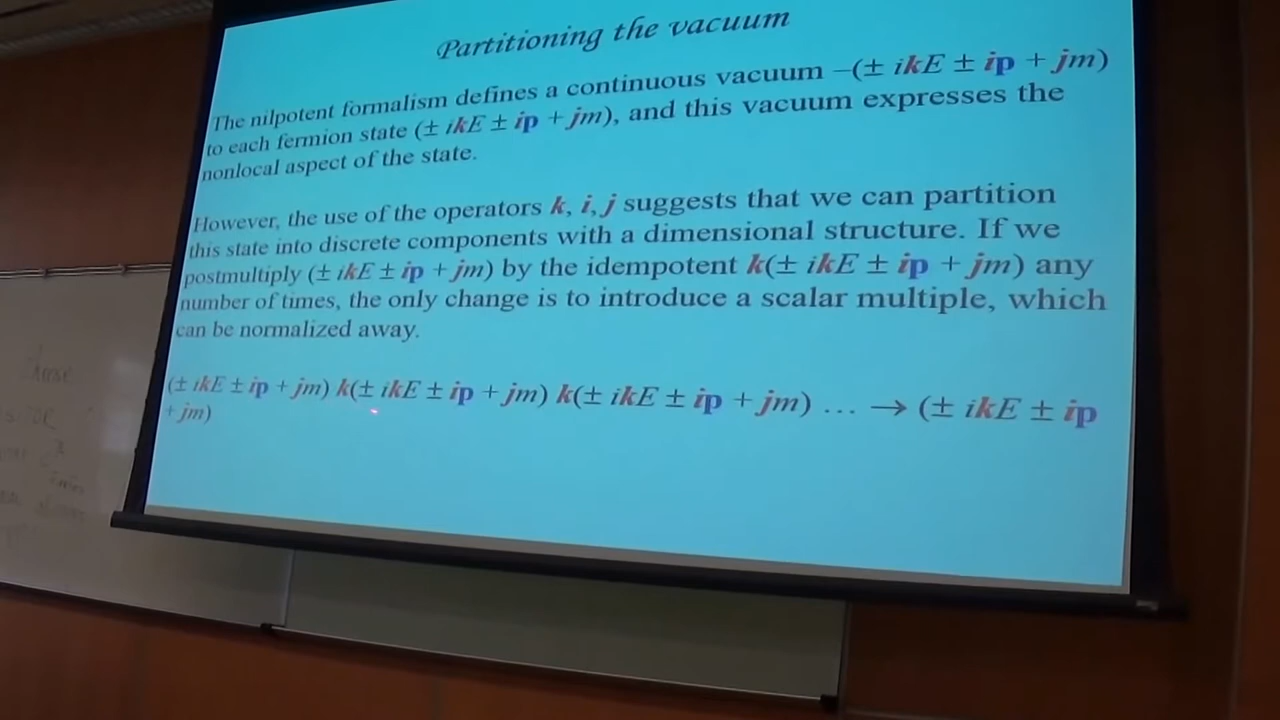 Partitioning the vacuum
The nilpotent formalism defines a continuous vacuum –(± ikE ± ip + jm)
to each fermion state (± ikE ± ip + jm), and this vacuum expresses the
nonlocal aspect of the state.
However, the use of the operators k, i, j suggests that we can partition
this state into discrete components with a dimensional structure. If we
postmultiply (± ikE ± ip + jm) by the idempotent k(± ikE ± ip + jm) any
number of times, the only change is to introduce a scalar multiple, which
can be normalized away.
(± ikE ± ip + jm) k(± ikE ± ip + jm) k(± ikE ± ip + jm) … → (± ikE ± ip
+ jm)